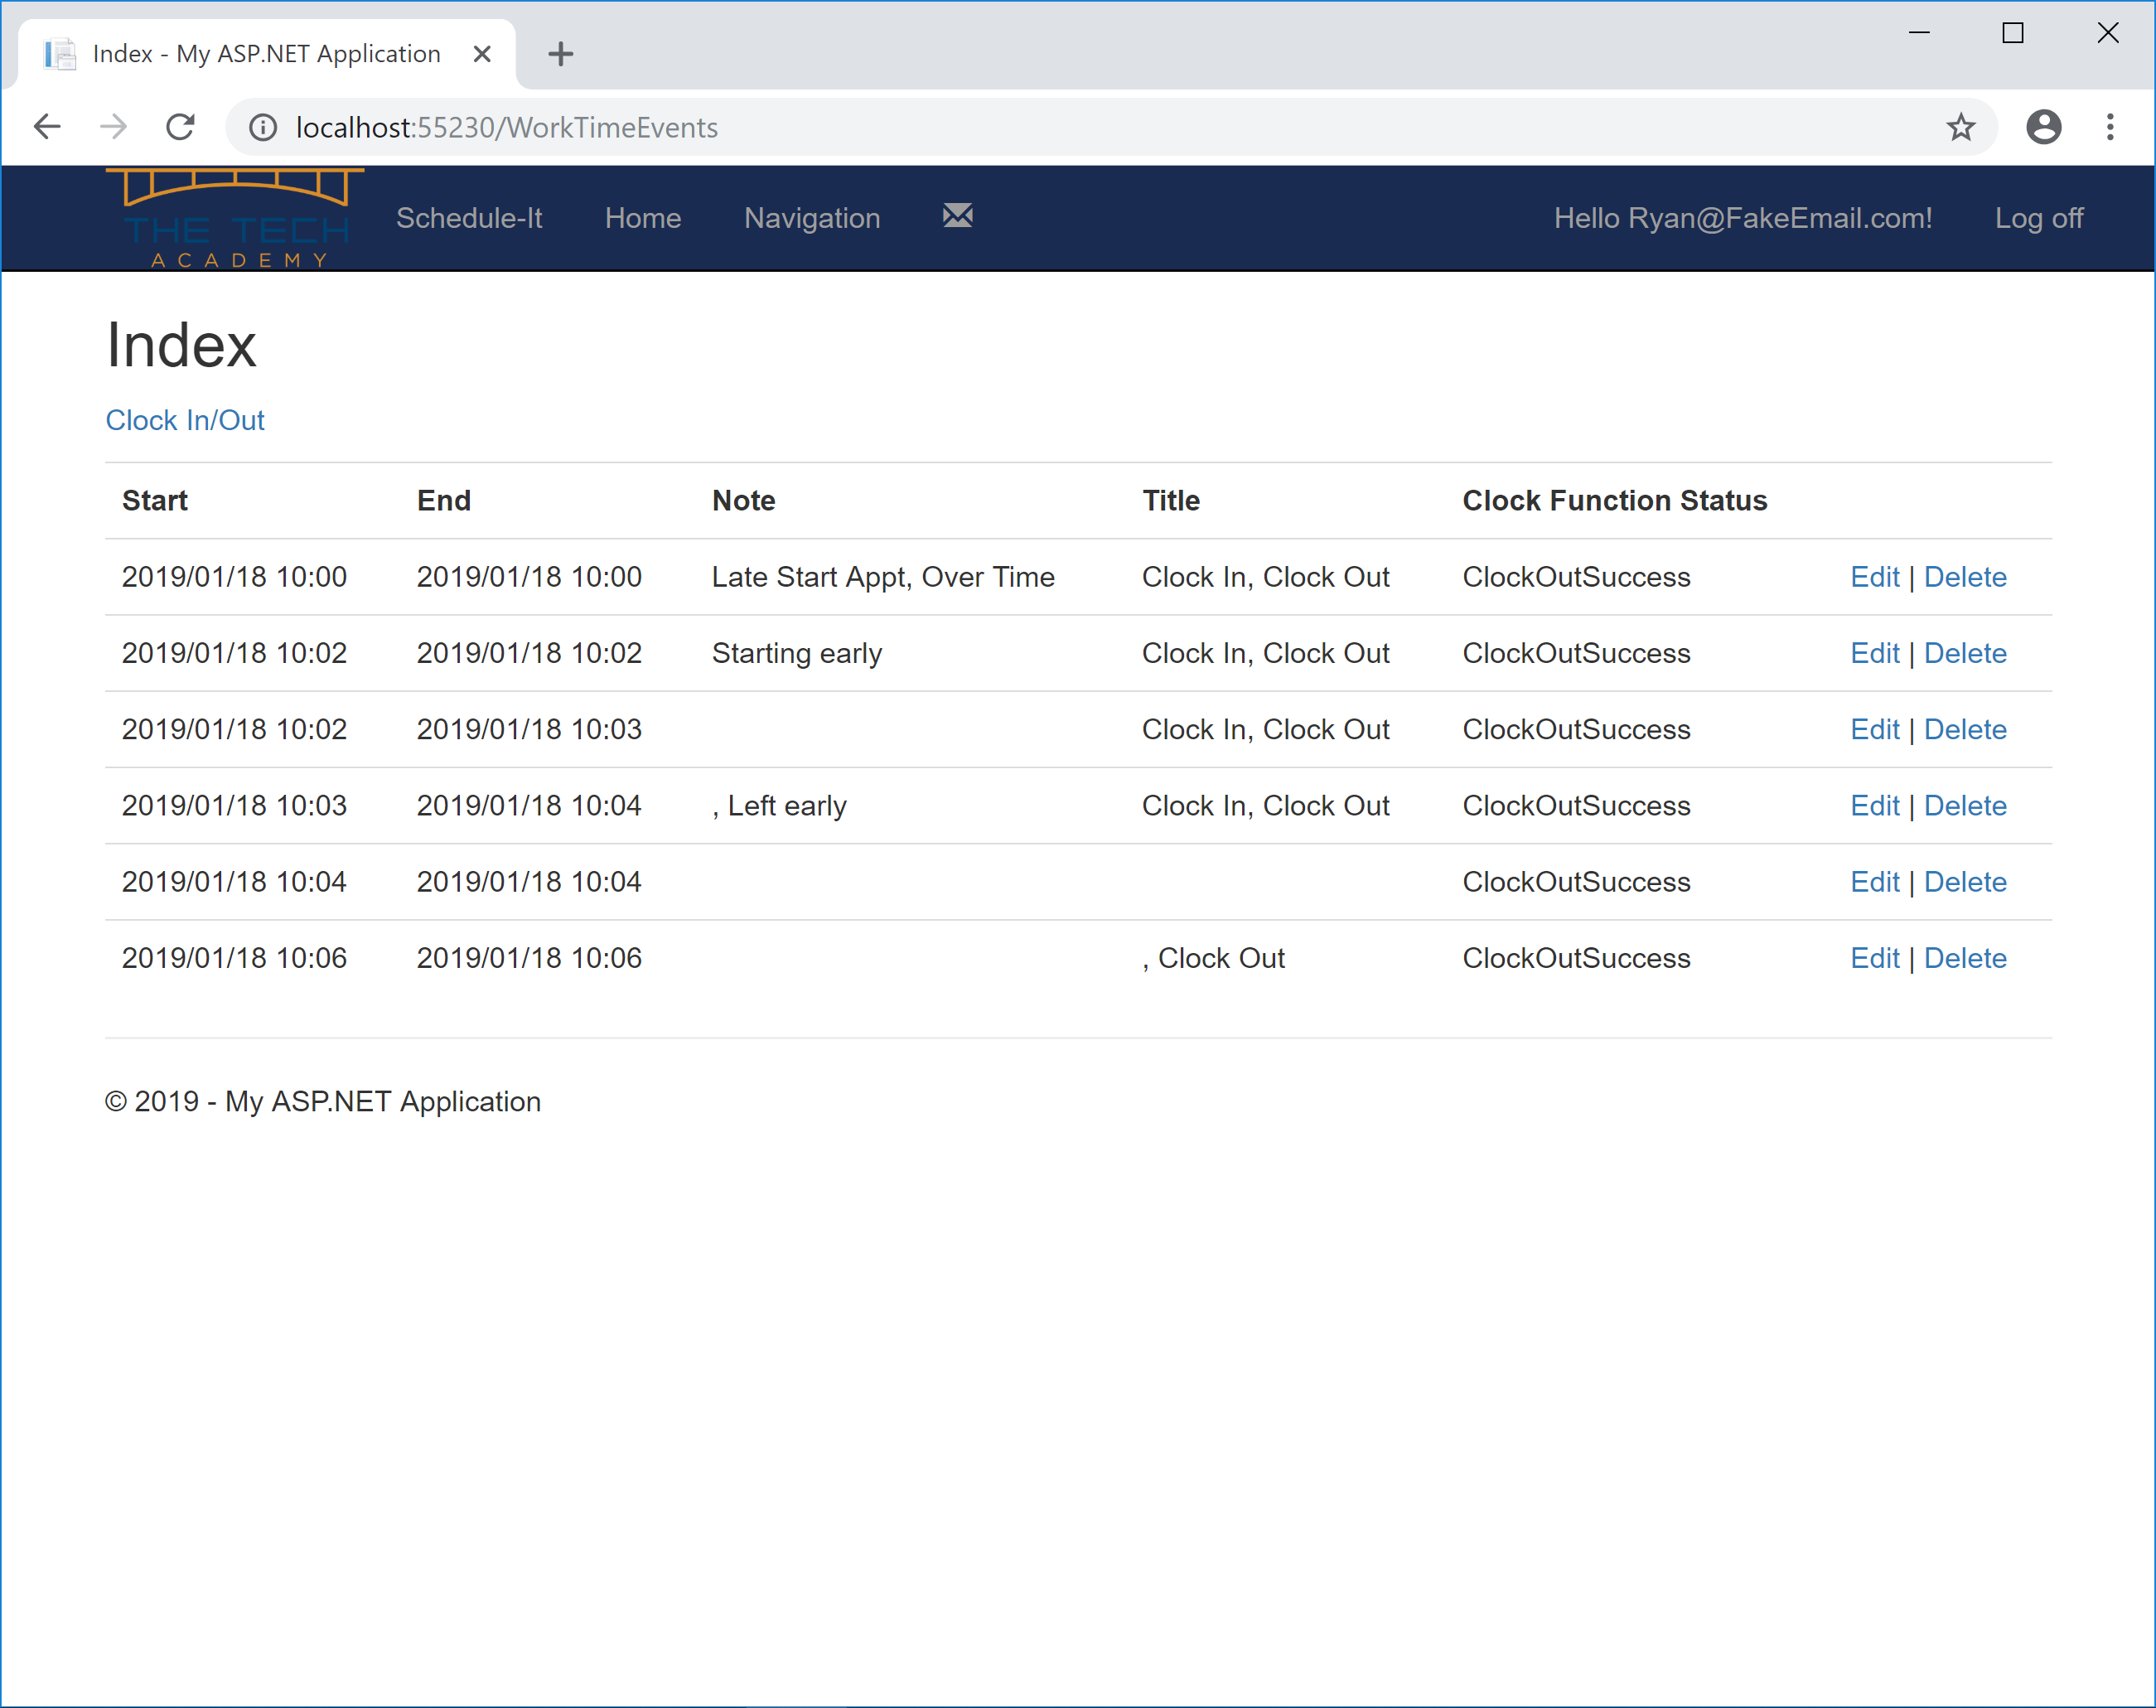 Index - My ASP.NET Application
localhost:55230/WorkTimeEvents
THE TECH
ACADEMY
Schedule-It Home Navigation Hello Ryan@FakeEmail.com! Log off
Index
Clock In/Out
Start End Note Title Clock Function Status
2019/01/18 10:00 2019/01/18 10:00 Late Start Appt, Over Time Clock In, Clock Out ClockOutSuccess Edit | Delete
2019/01/18 10:02 2019/01/18 10:02 Starting early Clock In, Clock Out ClockOutSuccess Edit | Delete
2019/01/18 10:02 2019/01/18 10:03 Clock In, Clock Out ClockOutSuccess Edit | Delete
2019/01/18 10:03 2019/01/18 10:04 , Left early Clock In, Clock Out ClockOutSuccess Edit | Delete
2019/01/18 10:04 2019/01/18 10:04 ClockOutSuccess Edit | Delete
2019/01/18 10:06 2019/01/18 10:06 , Clock Out ClockOutSuccess Edit | Delete
© 2019 - My ASP.NET Application